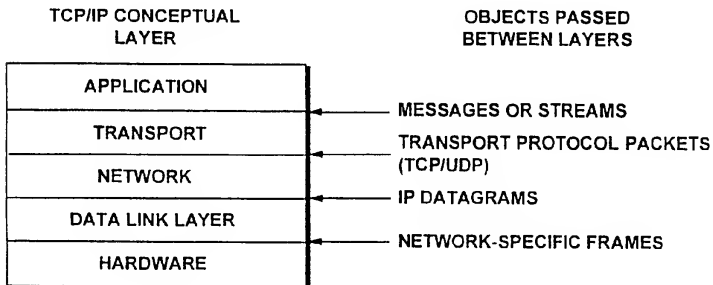 TCP/IP CONCEPTUAL
LAYER
OBJECTS PASSED
BETWEEN LAYERS
APPLICATION
MESSAGES OR STREAMS
TRANSPORT
TRANSPORT PROTOCOL PACKETS
(TCP/UDP)
NETWORK
IP DATAGRAMS
DATA LINK LAYER
NETWORK-SPECIFIC FRAMES
HARDWARE